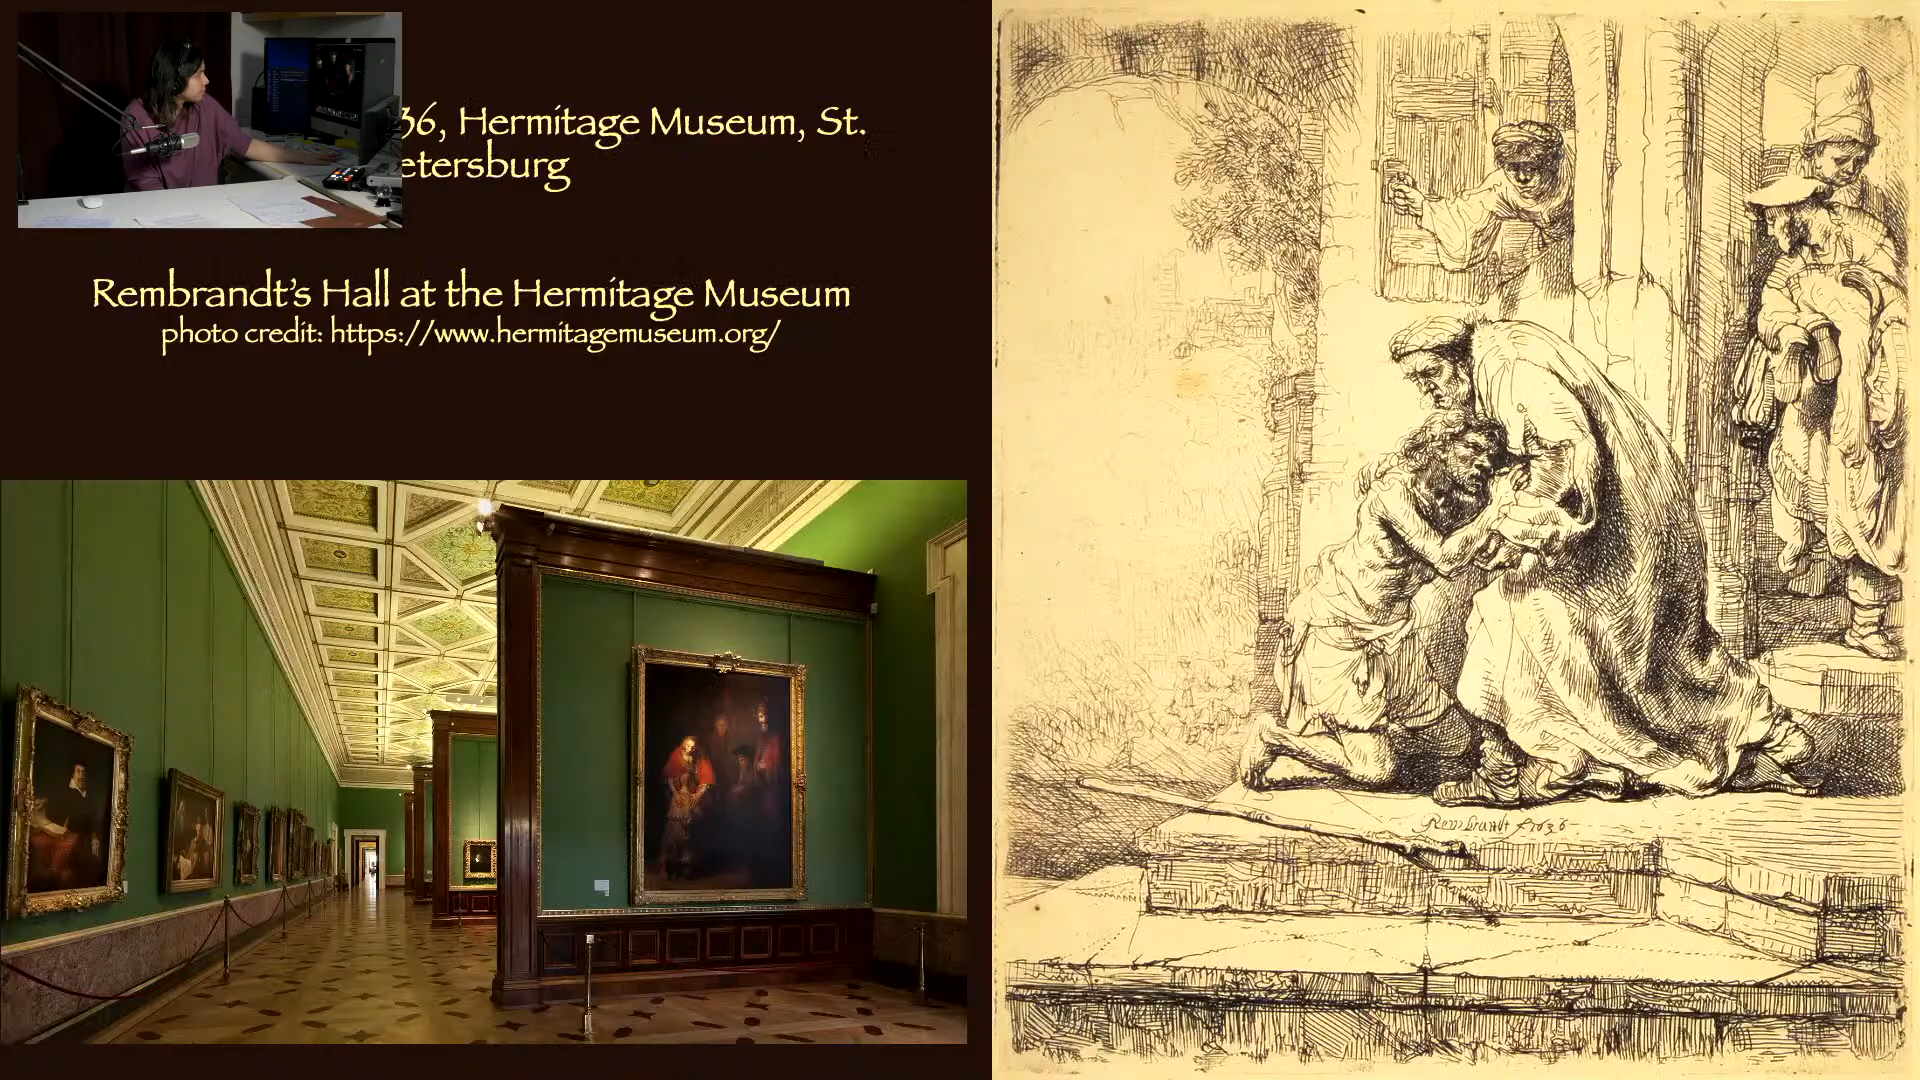 36, Hermitage Museum, St.
etersburg
Rembrandt's Hall at the Hermitage Museum
photo credit: https://www.hermitagemuseum.org/
Rembrandt f 1636